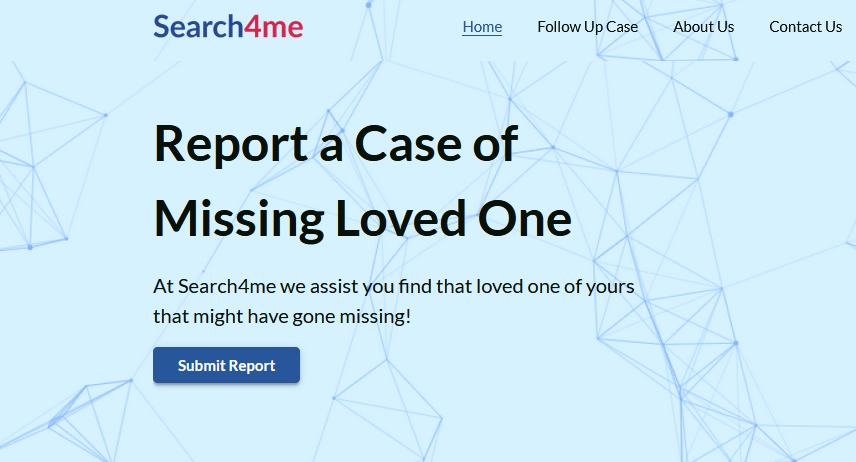 Search4me
Home Follow Up Case About Us Contact Us
Report a Case of
Missing Loved One
At Search4me we assist you find that loved one of yours
that might have gone missing!
Submit Report